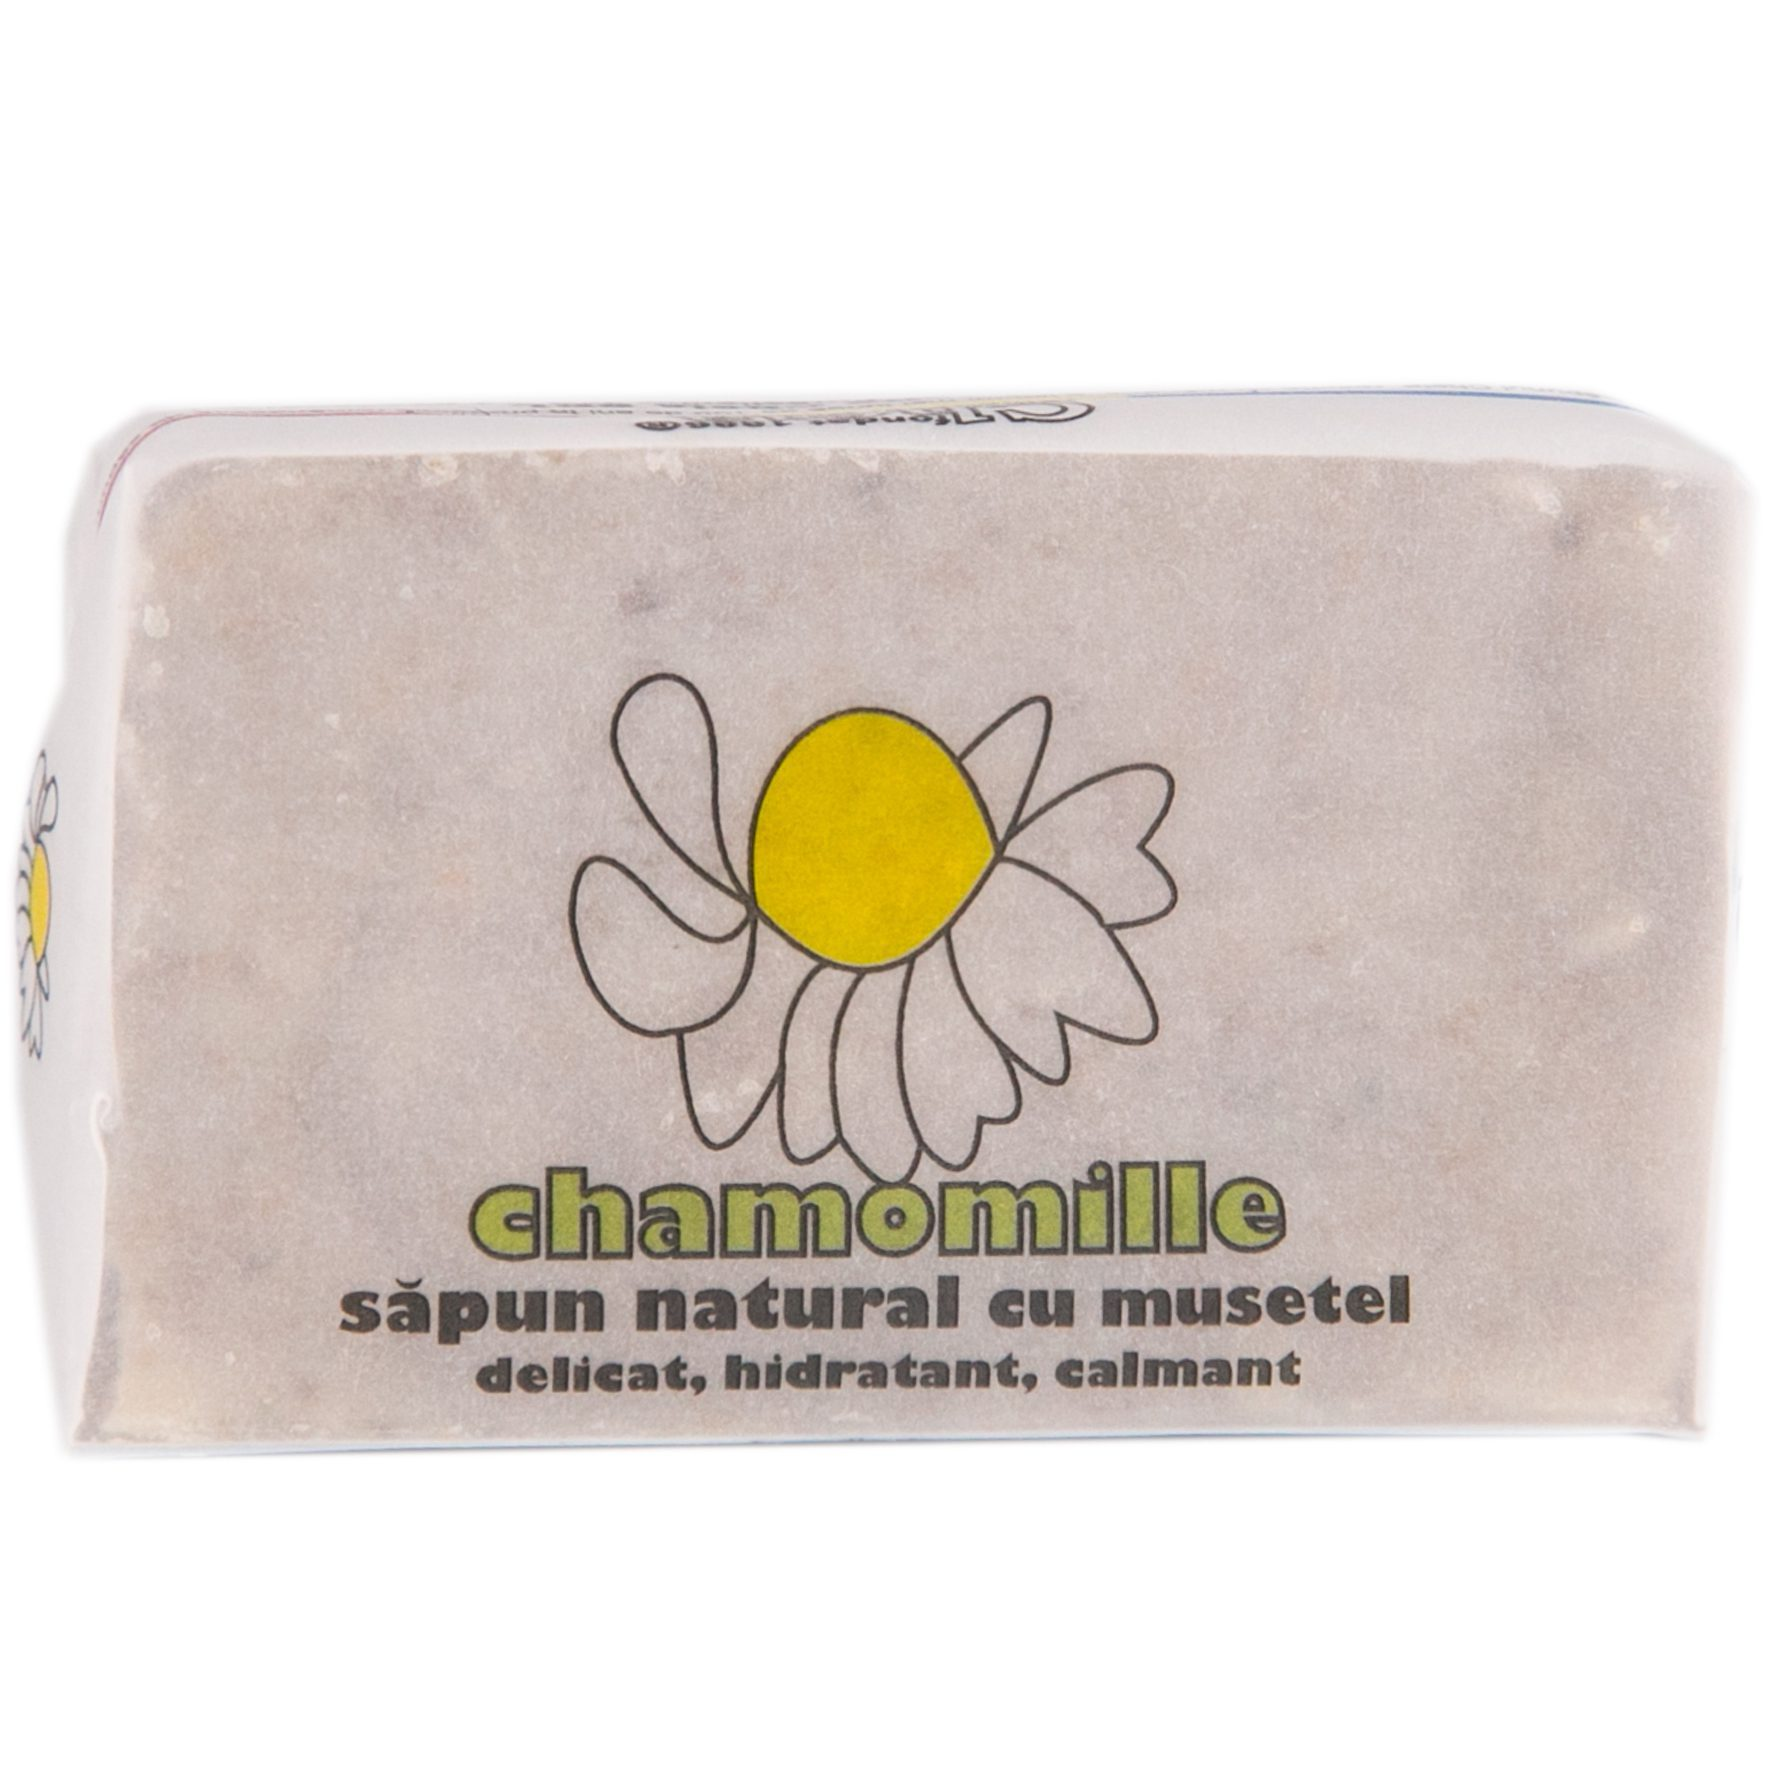 chamomille
săpun natural cu musetel
delicat, hidratant, calmant